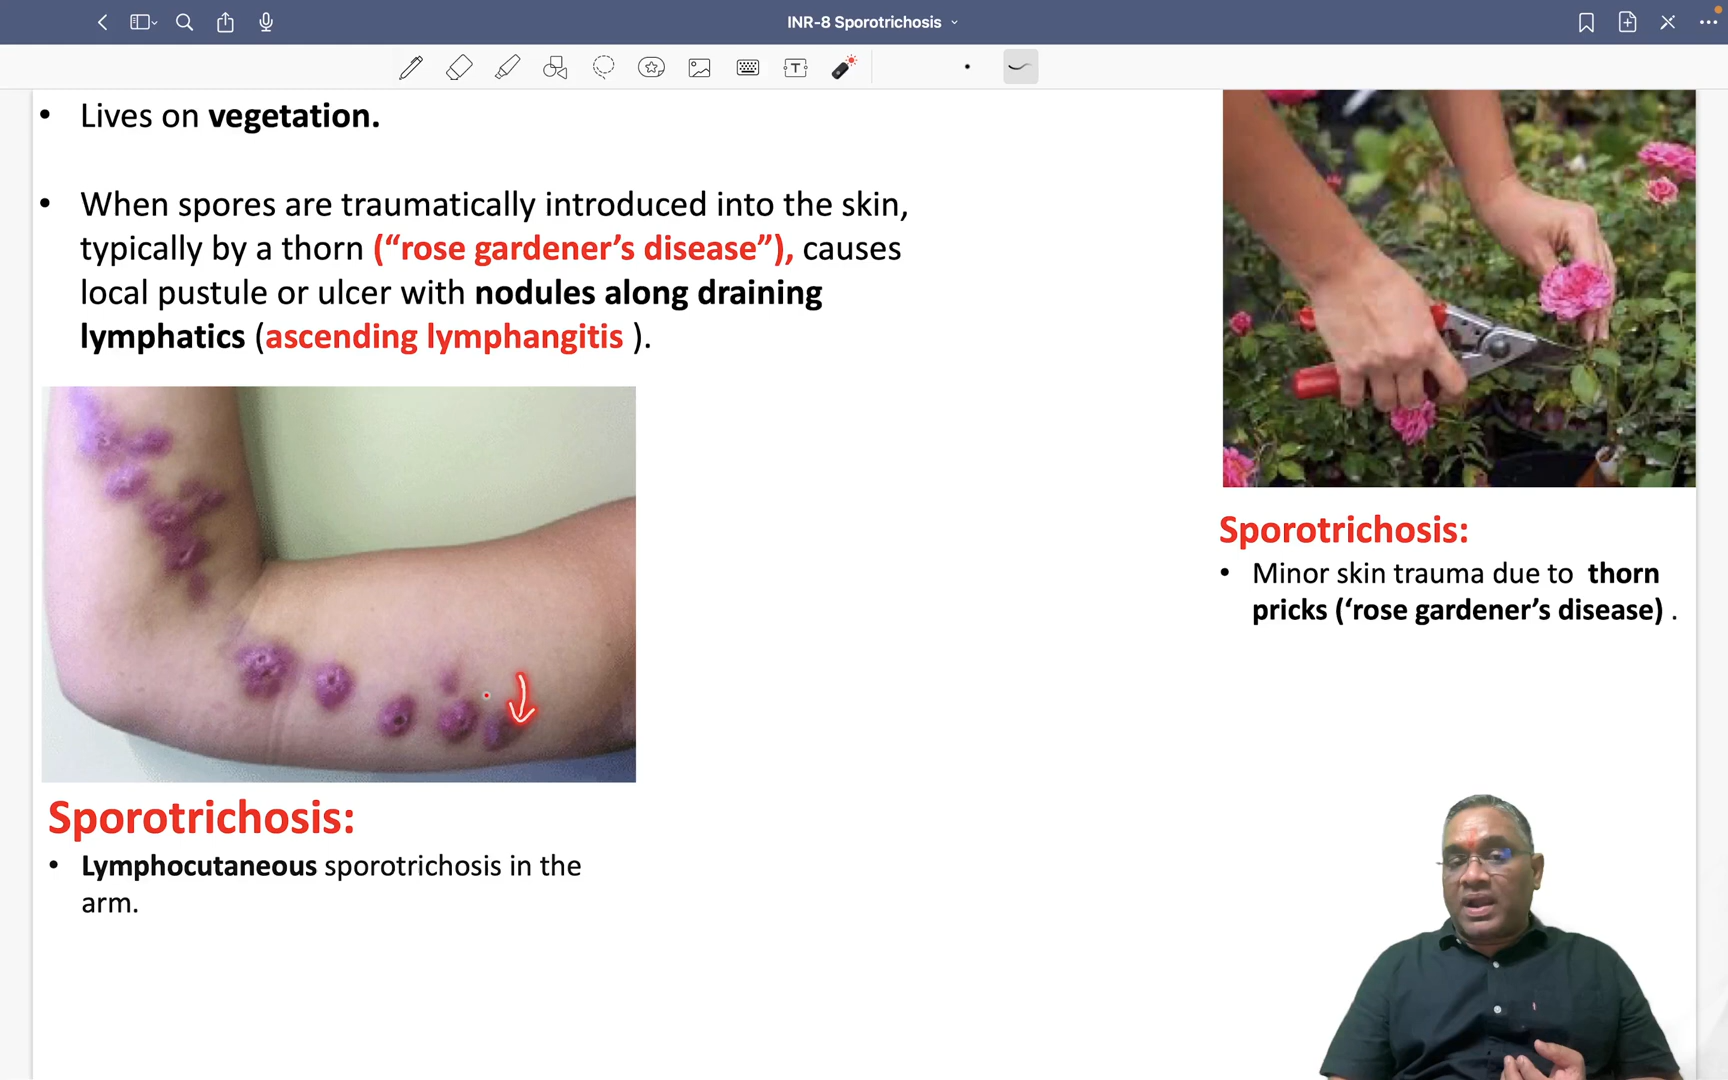 INR-8 Sporotrichosis
• Lives on vegetation.
• When spores are traumatically introduced into the skin,
typically by a thorn (“rose gardener’s disease”), causes
local pustule or ulcer with nodules along draining
lymphatics (ascending lymphangitis ).
Sporotrichosis:
• Minor skin trauma due to thorn
pricks (‘rose gardener’s disease) .
Sporotrichosis:
• Lymphocutaneous sporotrichosis in the
arm.